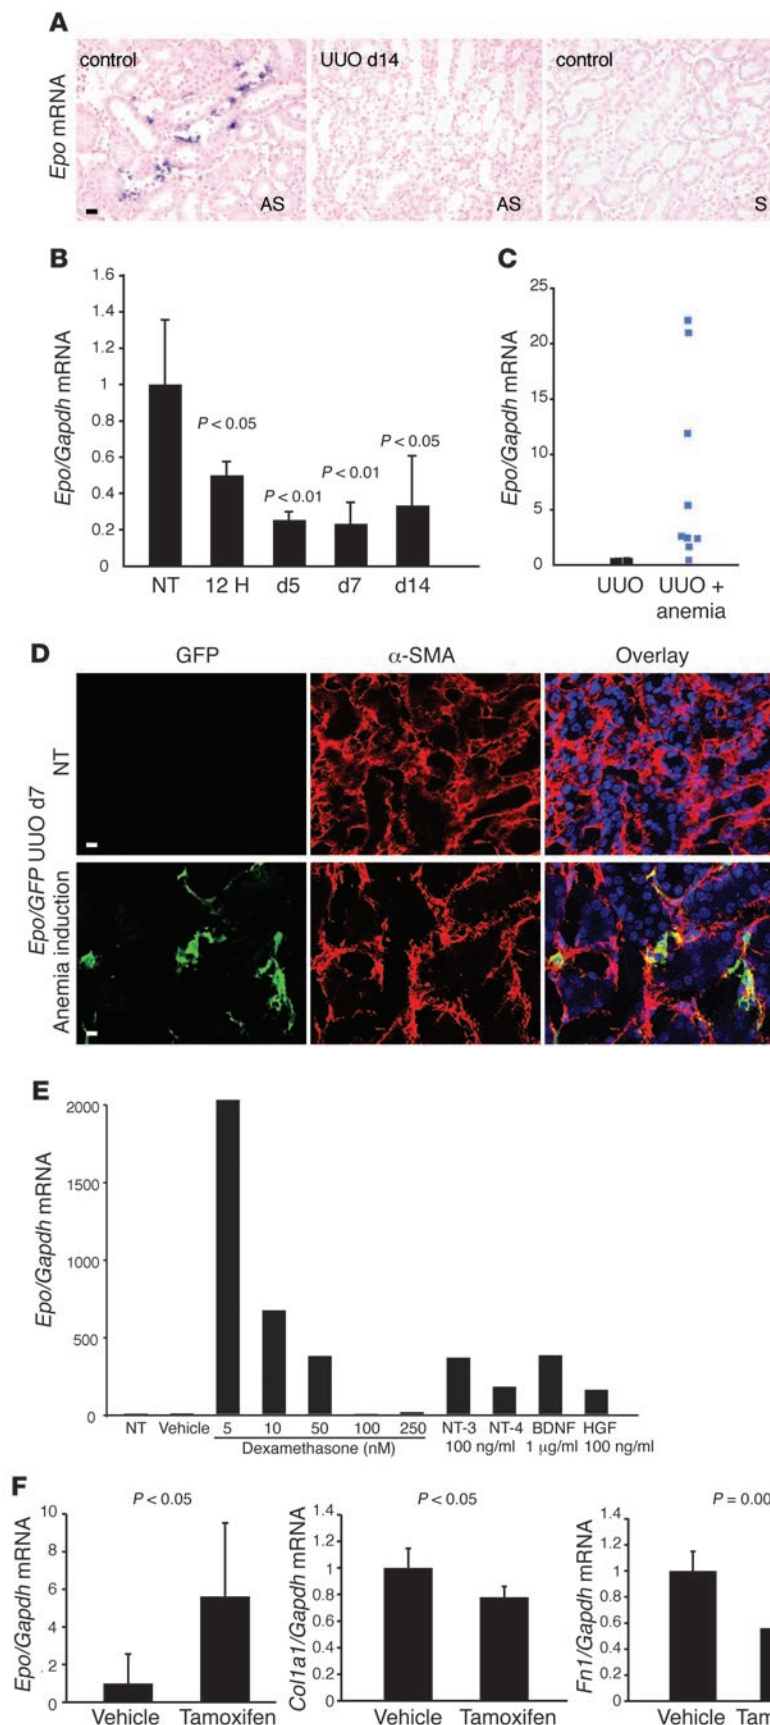 A
control
UUO d14
control
Epo mRNA
AS
AS
S
B
C
Epo/Gapdh mRNA
1.6
1.4
1.2
1
0.8
0.6
0.4
0.2
0
P < 0.05
P < 0.01
P < 0.01
P < 0.05
NT
12 H
d5
d7
d14
Epo/Gapdh mRNA
25
20
15
10
5
0
UUO
UUO +
anemia
D
GFP
α-SMA
Overlay
Epo/GFP UUO d7
NT
Anemia induction
E
Epo/Gapdh mRNA
2000
1500
1000
500
0
NT
Vehicle
5
10
50
100
250
Dexamethasone (nM)
NT-3
NT-4
BDNF
HGF
100 ng/ml
1 μg/ml
100 ng/ml
F
P < 0.05
Epo/Gapdh mRNA
10
8
6
4
2
0
Vehicle
Tamoxifen
P < 0.05
Col1a1/Gapdh mRNA
1.4
1.2
1
0.8
0.6
0.4
0.2
0
Vehicle
Tamoxifen
P = 0.00
Fn1/Gapdh mRNA
1.4
1.2
1
0.8
0.6
0.4
0.2
0
Vehicle